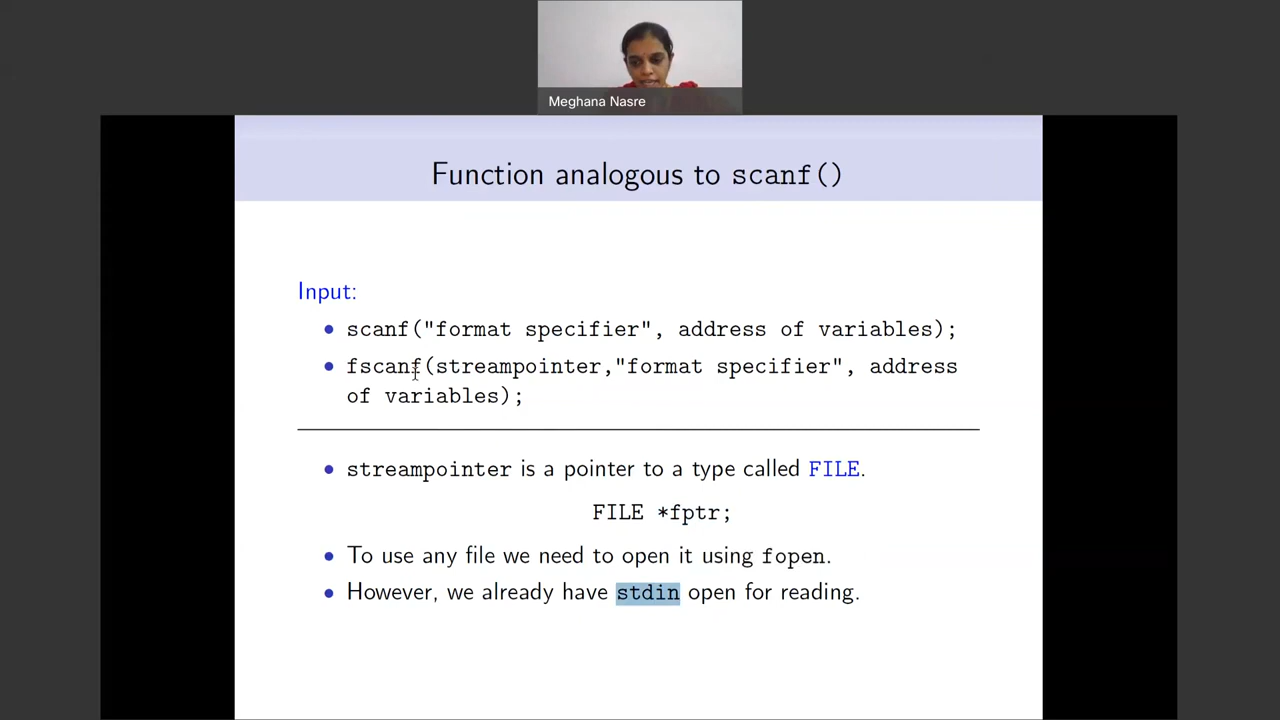 Meghana Nasre
Function analogous to scanf()
Input:
• scanf("format specifier", address of variables);
• fscanf(streampointer,"format specifier", address
of variables);
• streampointer is a pointer to a type called FILE.
FILE *fptr;
• To use any file we need to open it using fopen.
• However, we already have stdin open for reading.